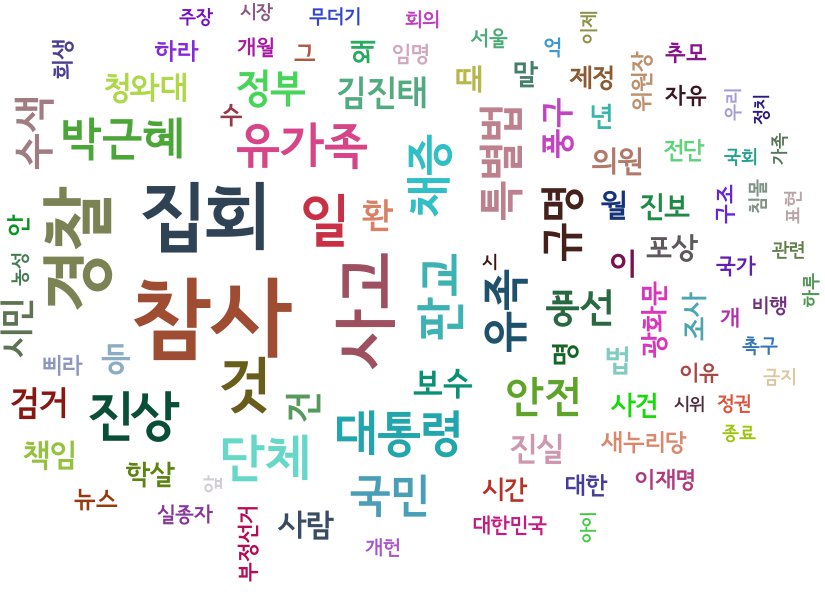 주장
시장
무더기
회의
희생
하라
개월
그
왜
임명
서울
억
이제
추모
청와대
정부
김진태
때
말
제정
위원장
자유
우리
정치
수색
박근혜
수
유가족
채증
특별법
풍구
년
의원
전단
국회
가족
안
경찰
집회
일
환
규명
월
진보
구조
침몰
표현
농성
참사
사고
판교
시
유족
풍선
이
포상
국가
관련
시민
삐라
등
명
광화문
조사
개
비행
하루
검거
진상
것
건
보수
안전
법
이유
촉구
금지
책임
단체
대통령
진실
사건
시위
정권
종료
새누리당
뉴스
학살
실종자
부정선거
사람
국민
시간
대한
이재명
개헌
대한민국
아이